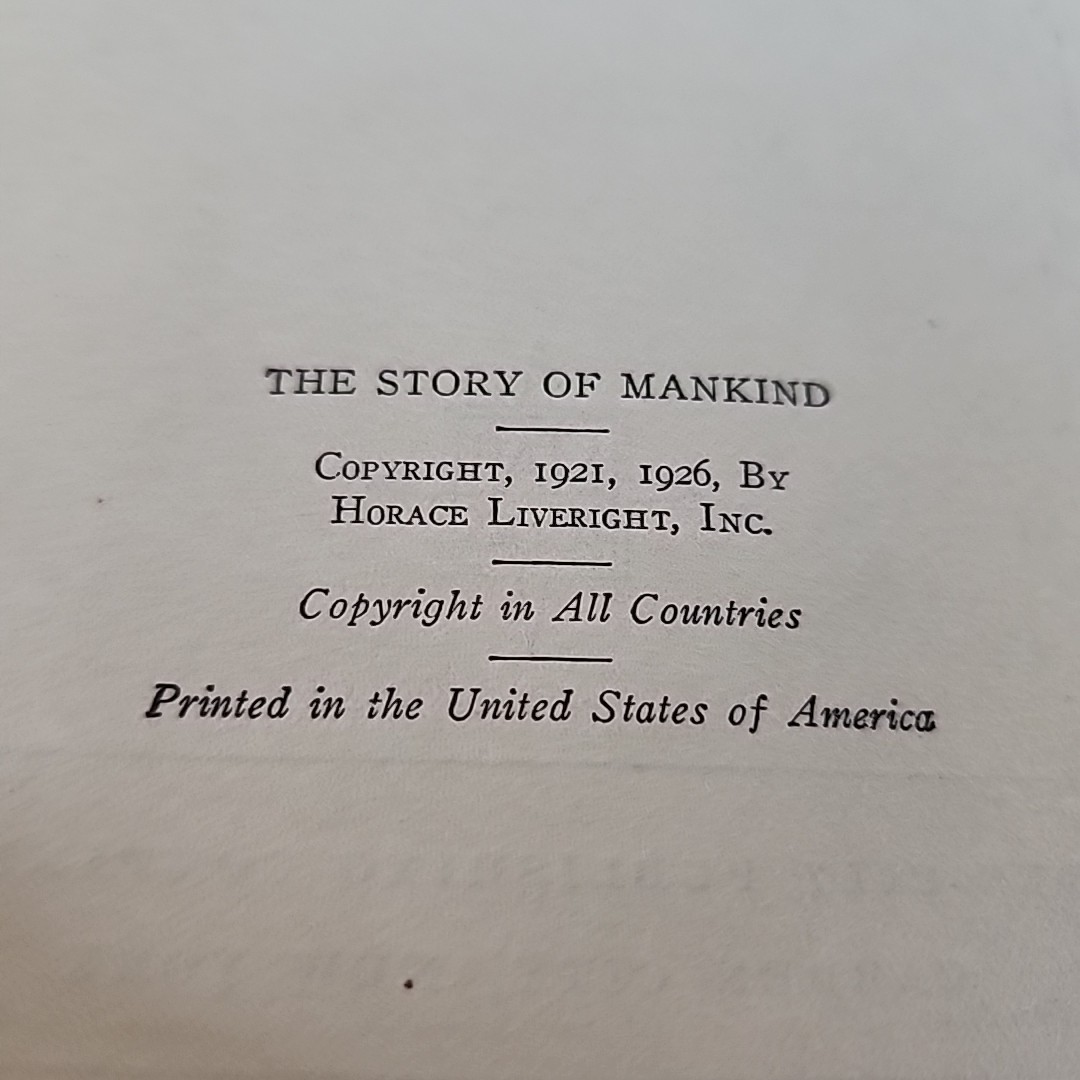 THE STORY OF MANKIND
COPYRIGHT, 1921, 1926, BY
HORACE LIVERIGHT, INC.
Copyright in All Countries
Printed in the United States of America